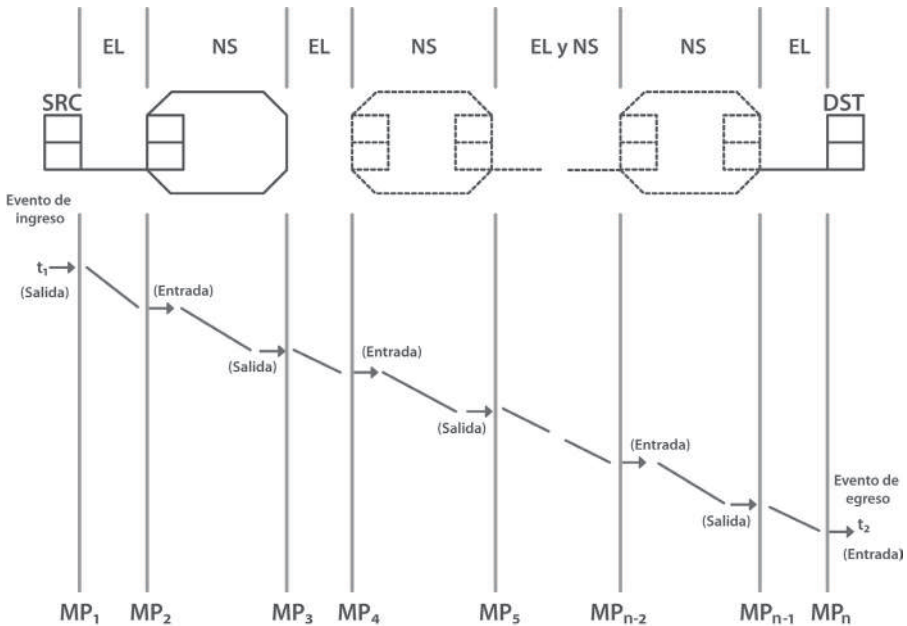 EL NS EL NS EL y NS NS EL
SRC DST
Evento de
ingreso
t₁
(Salida)
(Entrada)
(Salida)
(Entrada)
(Salida)
(Entrada)
(Salida)
Evento de
egreso
t₂
(Entrada)
MP₁ MP₂ MP₃ MP₄ MP₅ MPₙ₋₂ MPₙ₋₁ MPₙ